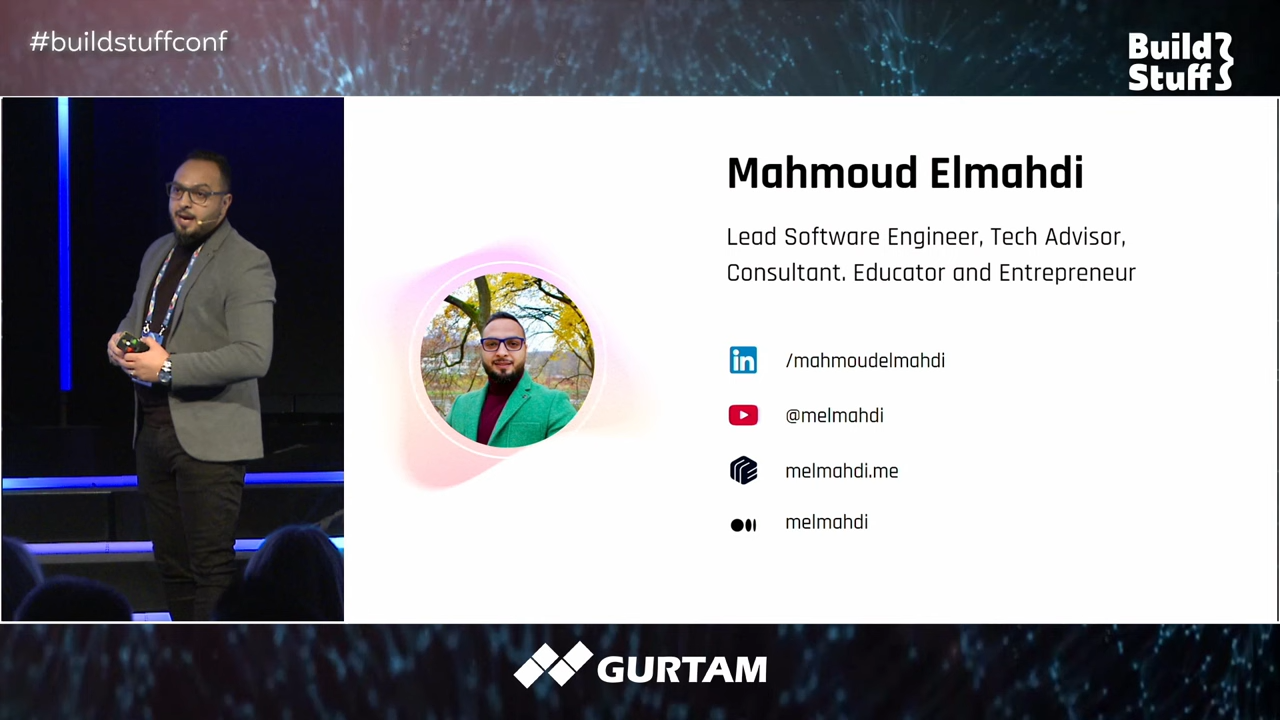 #buildstuffconf
Build
Stuff
Mahmoud Elmahdi
Lead Software Engineer, Tech Advisor,
Consultant. Educator and Entrepreneur
in
/mahmoudelmahdi
@melmahdi
melmahdi.me
melmahdi
GURTAM